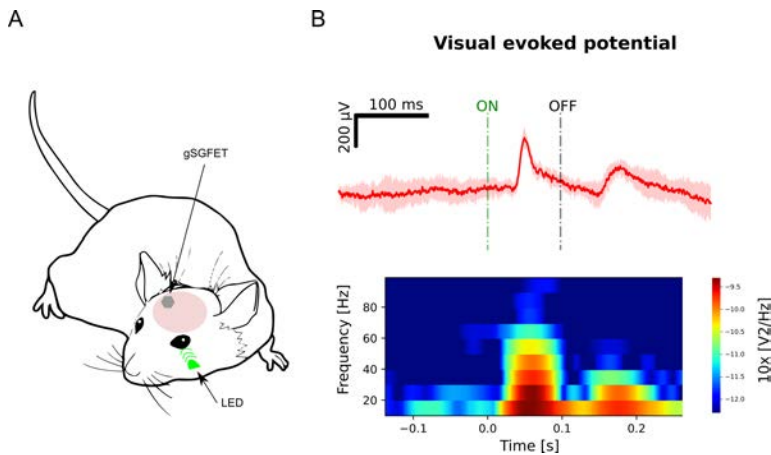 A
gSGFET
LED
B
Visual evoked potential
100 ms
200 µV
ON
OFF
Frequency [Hz]
80
60
40
20
−0.1
0.0
0.1
0.2
Time [s]
−9.5
−10.0
−10.5
−11.0
−11.5
−12.0
10x [V2/Hz]